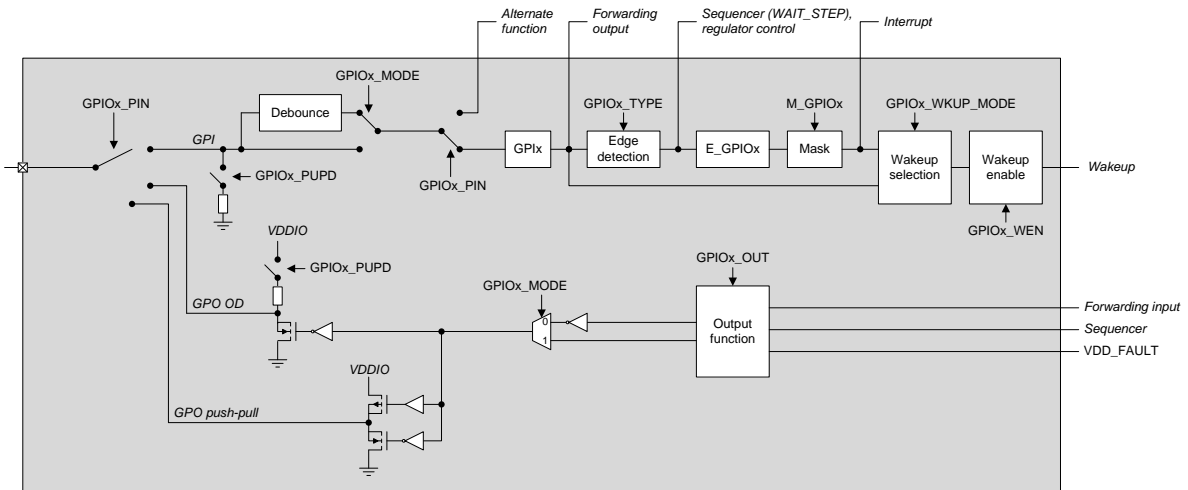 Alternate
function
Forwarding
output
Sequencer (WAIT_STEP),
regulator control
Interrupt
GPIOx_PIN
GPIOx_MODE
Debounce
GPI
GPIOx_PUPD
GPIOx_PIN
GPIx
GPIOx_TYPE
Edge
detection
E_GPIOx
M_GPIOx
Mask
GPIOx_WKUP_MODE
Wakeup
selection
Wakeup
enable
Wakeup
GPIOx_WEN
VDDIO
GPIOx_PUPD
GPO OD
GPIOx_MODE
0
1
GPIOx_OUT
Output
function
Forwarding input
Sequencer
VDD_FAULT
VDDIO
GPO push-pull